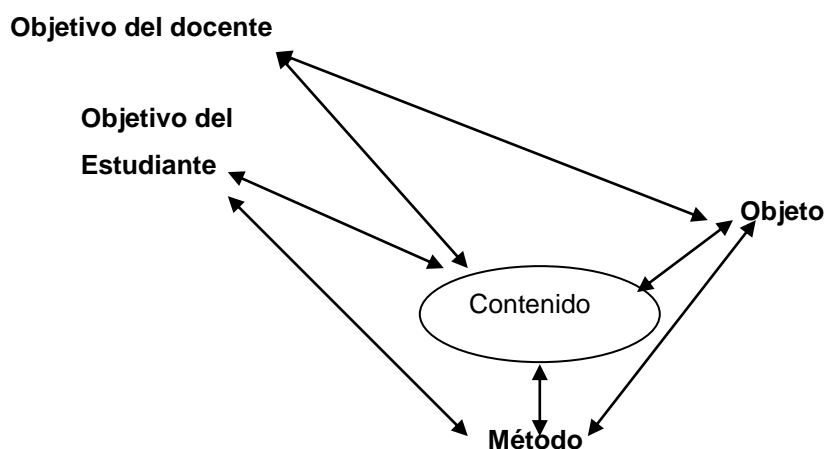 Objetivo del docente
Objetivo del
Estudiante
Objeto
Contenido
Método